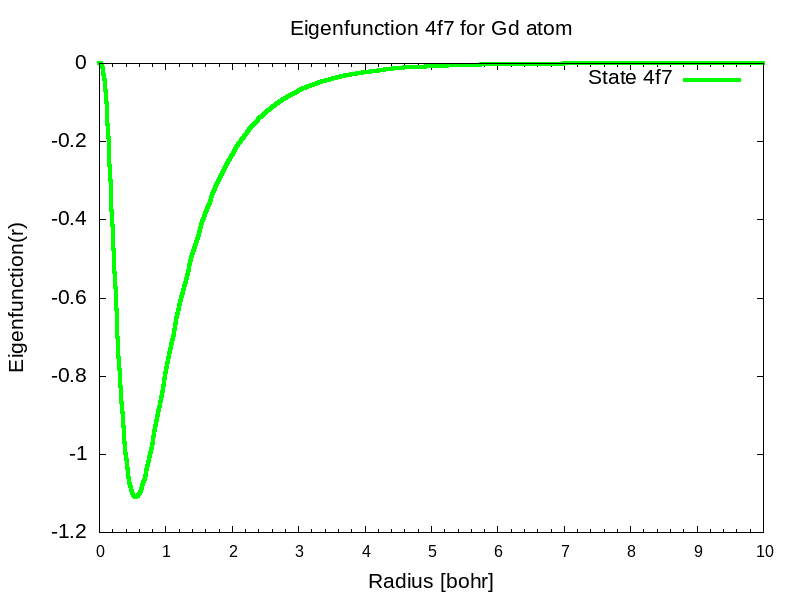 Eigenfunction 4f7 for Gd atom
State 4f7
0
-0.2
-0.4
-0.6
-0.8
-1
-1.2
Eigenfunction(r)
0 1 2 3 4 5 6 7 8 9 10
Radius [bohr]